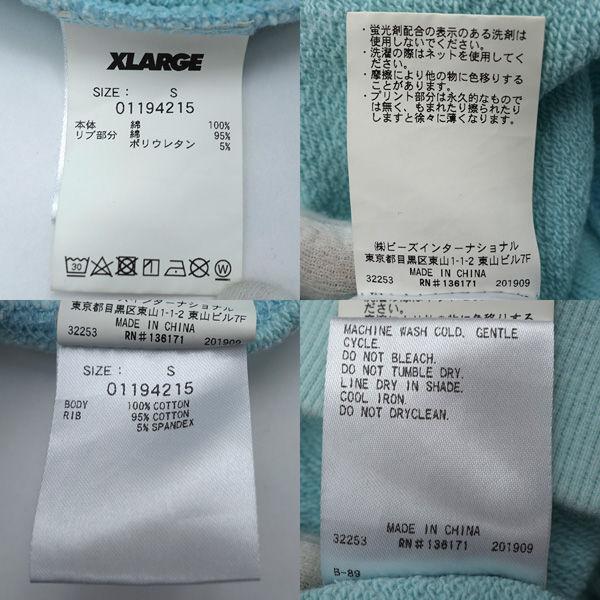 XLARGE
SIZE : S
01194215
本体 綿 100%
リブ部分 綿 95%
ポリウレタン 5%
30
W
・蛍光剤配合の表示のある洗剤は
使用しないでください。
・洗濯の際はネットを使用してく
ださい。
・摩擦により他の物に色移りする
ことがあります。
・プリント部分は永久的なもので
は無く、もまれたり擦られたり
しますと徐々に薄くなります。
㈱ビーズインターナショナル
東京都目黒区東山1-1-2 東山ビル7F
MADE IN CHINA
32253 RN#136171 201909
東京都目黒区東山1-1-2 東山ビル7F
MADE IN CHINA
32253 RN#136171 201909
SIZE : S
01194215
BODY 100% COTTON
RIB 95% COTTON
5% SPANDEX
MACHINE WASH COLD. GENTLE
CYCLE.
DO NOT BLEACH.
DO NOT TUMBLE DRY.
LINE DRY IN SHADE.
COOL IRON.
DO NOT DRYCLEAN.
MADE IN CHINA
32253 RN#136171 201909
B-89